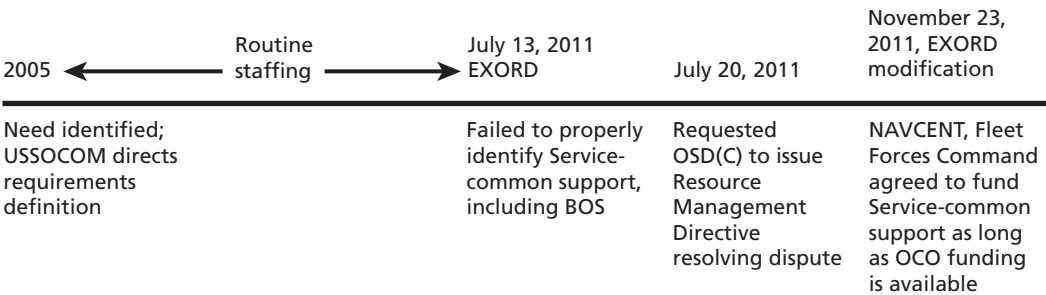 2005
Routine
staffing
July 13, 2011
EXORD
July 20, 2011
November 23,
2011, EXORD
modification
Need identified;
USSOCOM directs
requirements
definition
Failed to properly
identify Service-
common support,
including BOS
Requested
OSD(C) to issue
Resource
Management
Directive
resolving dispute
NAVCENT, Fleet
Forces Command
agreed to fund
Service-common
support as long
as OCO funding
is available